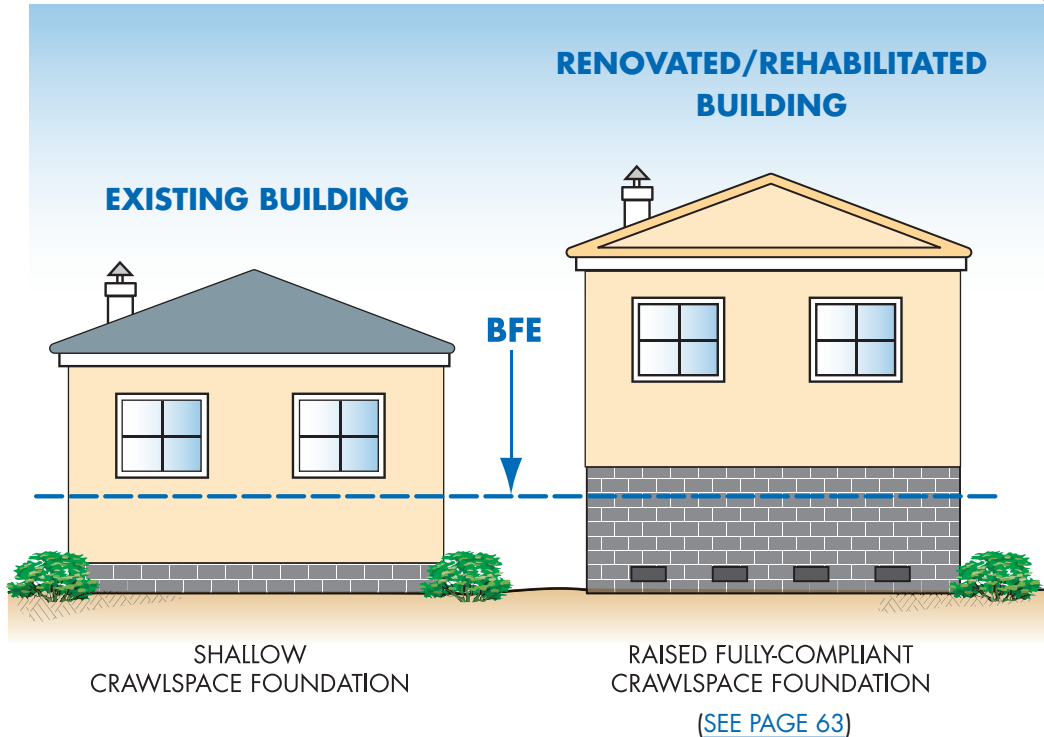 RENOVATED/REHABILITATED
BUILDING
EXISTING BUILDING
BFE
SHALLOW
CRAWLSPACE FOUNDATION
RAISED FULLY-COMPLIANT
CRAWLSPACE FOUNDATION
(SEE PAGE 63)